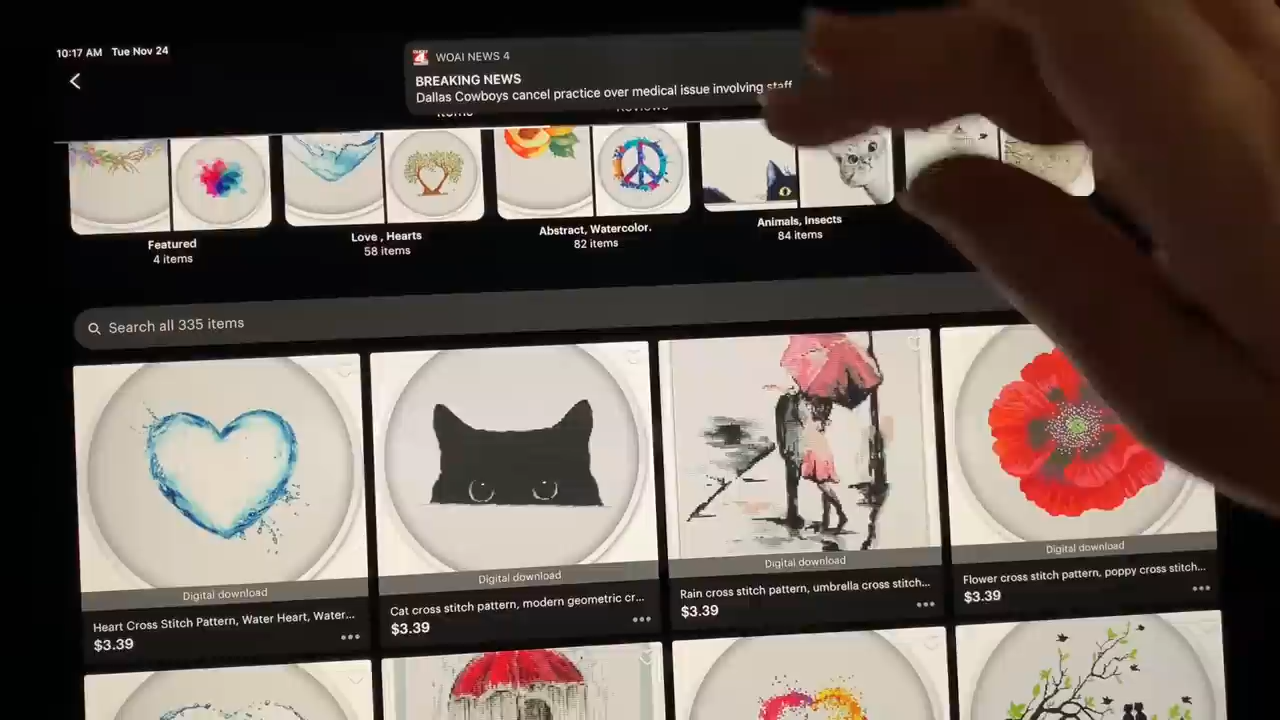 10:17 AM Tue Nov 24
WOAI NEWS 4
BREAKING NEWS
Dallas Cowboys cancel practice over medical issue involving staff
Items
Reviews
Featured
4 items
Love , Hearts
58 items
Abstract, Watercolor.
82 items
Animals, Insects
84 items
Search all 335 items
Digital download
Heart Cross Stitch Pattern, Water Heart, Water...
$3.39
Digital download
Cat cross stitch pattern, modern geometric cr...
$3.39
Digital download
Rain cross stitch pattern, umbrella cross stitch...
$3.39
Digital download
Flower cross stitch pattern, poppy cross stitch...
$3.39